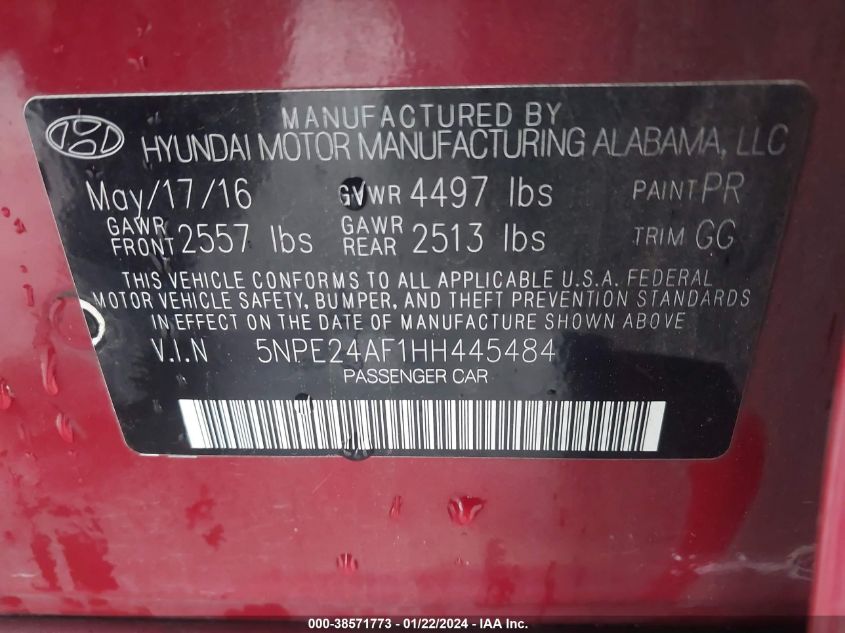 MANUFACTURED BY
HYUNDAI MOTOR MANUFACTURING ALABAMA, LLC
May/17/16 GVWR 4497 lbs PAINT PR
GAWR FRONT 2557 lbs GAWR REAR 2513 lbs TRIM GG
THIS VEHICLE CONFORMS TO ALL APPLICABLE U.S.A. FEDERAL
MOTOR VEHICLE SAFETY, BUMPER, AND THEFT PREVENTION STANDARDS
IN EFFECT ON THE DATE OF MANUFACTURE SHOWN ABOVE.
V.I.N 5NPE24AF1HH445484
PASSENGER CAR
000-38571773 - 01/22/2024 - IAA Inc.